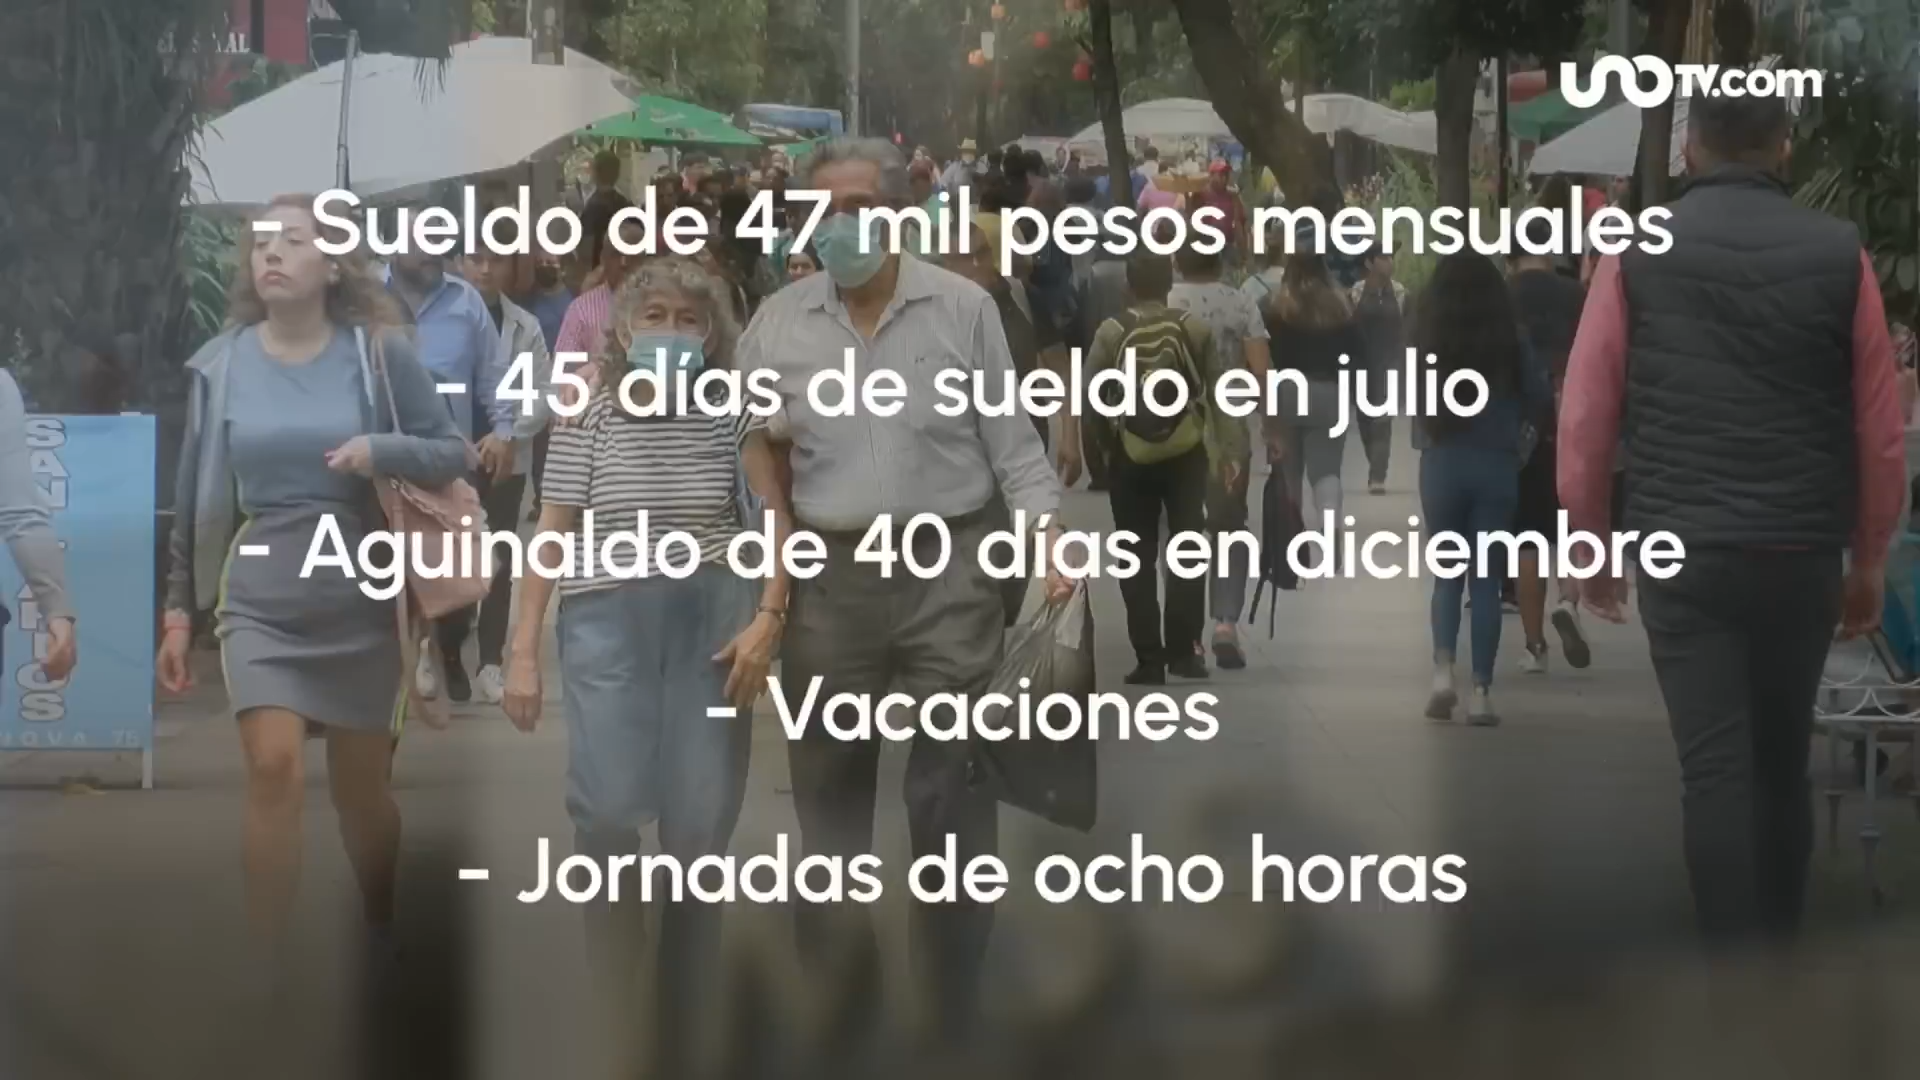 UNOTV.com
- Sueldo de 47 mil pesos mensuales
- 45 días de sueldo en julio
- Aguinaldo de 40 días en diciembre
- Vacaciones
- Jornadas de ocho horas